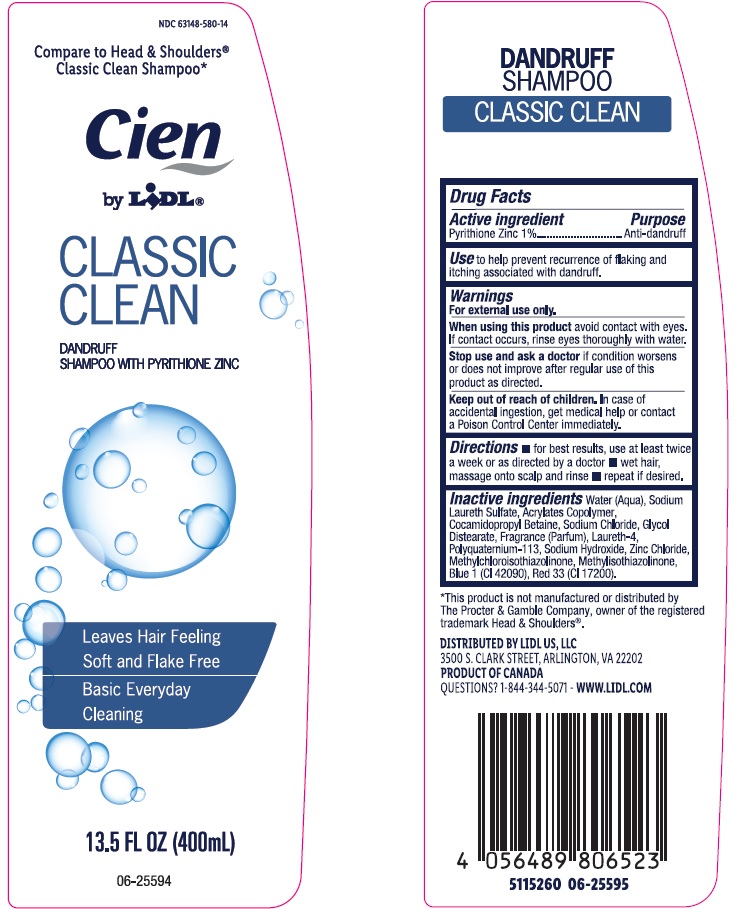 NDC 63148-580-14
Compare to Head & Shoulders®
Classic Clean Shampoo*
Cien
by LiDL®
CLASSIC
CLEAN
DANDRUFF
SHAMPOO WITH PYRITHIONE ZINC
Leaves Hair Feeling
Soft and Flake Free
Basic Everyday
Cleaning
13.5 FL OZ (400mL)
06-25594
DANDRUFF
SHAMPOO
CLASSIC CLEAN
Drug Facts
Active ingredient Purpose
Pyrithione Zinc 1%.......................... Anti-dandruff
Use to help prevent recurrence of flaking and
itching associated with dandruff.
Warnings
For external use only.
When using this product avoid contact with eyes.
If contact occurs, rinse eyes thoroughly with water.
Stop use and ask a doctor if condition worsens
or does not improve after regular use of this
product as directed.
Keep out of reach of children. In case of
accidental ingestion, get medical help or contact
a Poison Control Center immediately.
Directions ■ for best results, use at least twice
a week or as directed by a doctor ■ wet hair,
massage onto scalp and rinse ■ repeat if desired.
Inactive ingredients Water (Aqua), Sodium
Laureth Sulfate, Acrylates Copolymer,
Cocamidopropyl Betaine, Sodium Chloride, Glycol
Distearate, Fragrance (Parfum), Laureth-4,
Polyquaternium-113, Sodium Hydroxide, Zinc Chloride,
Methylchloroisothiazolinone, Methylisothiazolinone,
Blue 1 (CI 42090), Red 33 (CI 17200).
*This product is not manufactured or distributed by
The Procter & Gamble Company, owner of the registered
trademark Head & Shoulders®.
DISTRIBUTED BY LIDL US, LLC
3500 S. CLARK STREET, ARLINGTON, VA 22202
PRODUCT OF CANADA
QUESTIONS? 1-844-344-5071 - WWW.LIDL.COM
4 056489 806523
5115260 06-25595